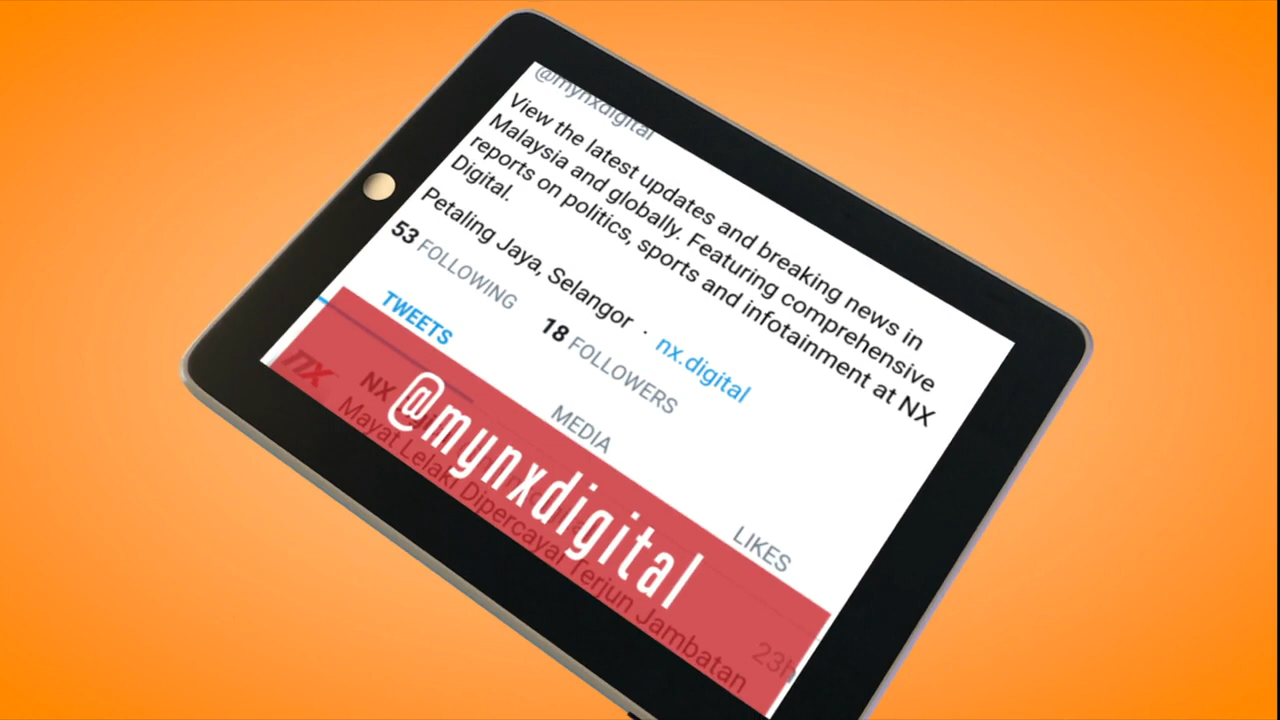 @mynxdigital
View the latest updates and breaking news in
Malaysia and globally. Featuring comprehensive
reports on politics, sports and infotainment at NX
Digital.
Petaling Jaya, Selangor · nx.digital
53 FOLLOWING 18 FOLLOWERS
TWEETS MEDIA LIKES
nx
NX
23h
Mayat Lelaki Dipercayai Terjun Jambatan
@mynxdigital